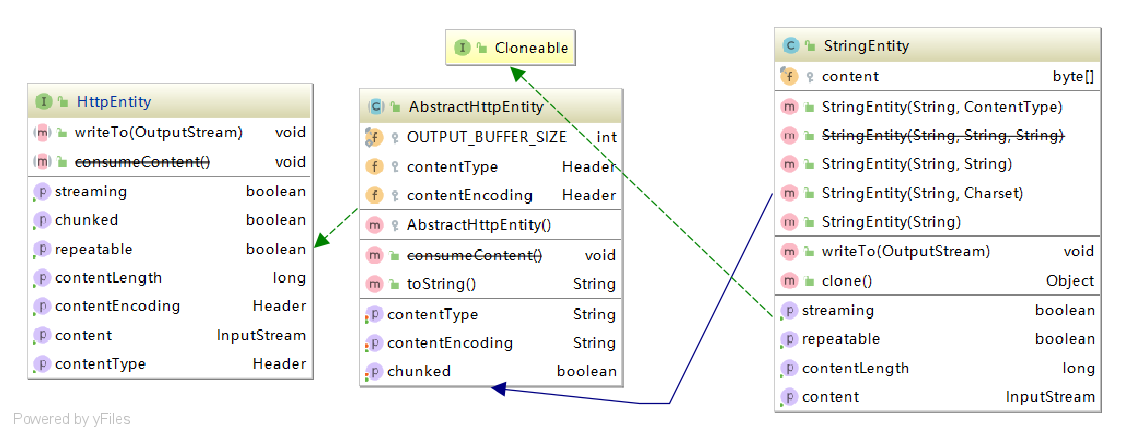 Cloneable
HttpEntity
writeTo(OutputStream) void
consumeContent() void
streaming boolean
chunked boolean
repeatable boolean
contentLength long
contentEncoding Header
content InputStream
contentType Header
AbstractHttpEntity
OUTPUT_BUFFER_SIZE int
contentType Header
contentEncoding Header
AbstractHttpEntity()
consumeContent() void
toString() String
contentType String
contentEncoding String
chunked boolean
StringEntity
content byte[]
StringEntity(String, ContentType)
StringEntity(String, String, String)
StringEntity(String, String)
StringEntity(String, Charset)
StringEntity(String)
writeTo(OutputStream) void
clone() Object
streaming boolean
repeatable boolean
contentLength long
content InputStream
Powered by yFiles